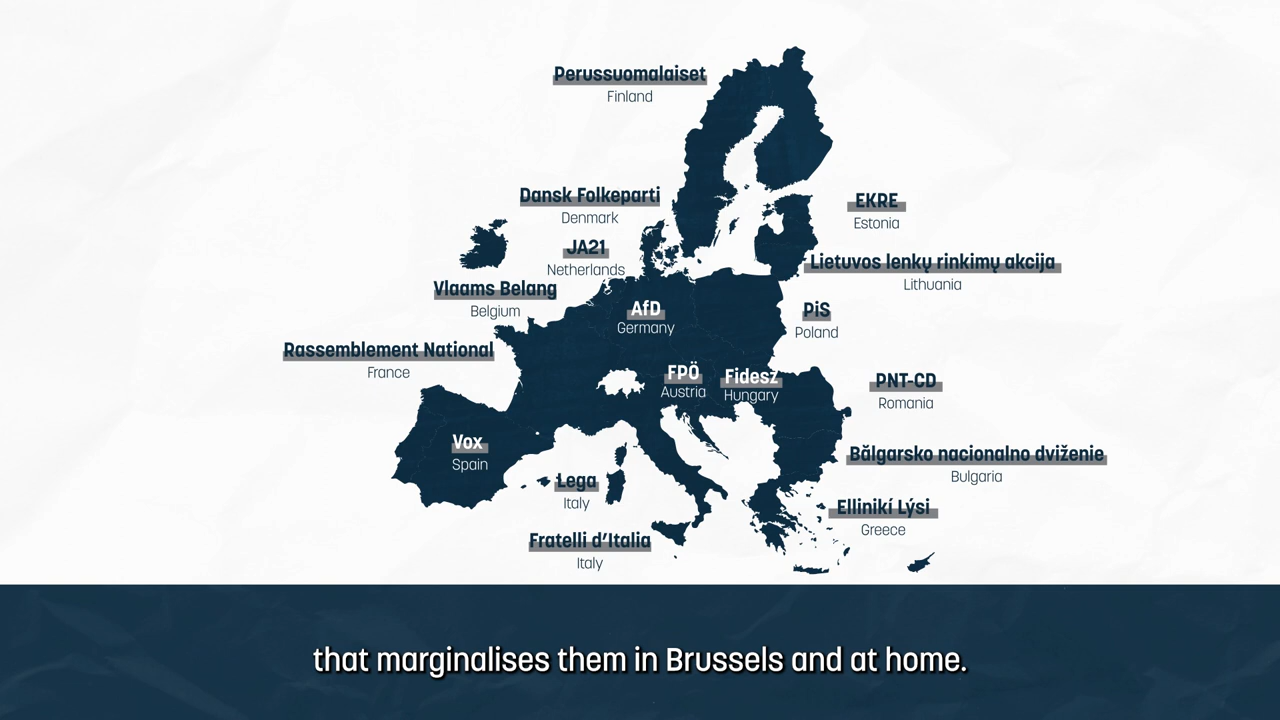 Perussuomalaiset
Finland
Dansk Folkeparti
Denmark
EKRE
Estonia
JA21
Netherlands
Lietuvos lenkų rinkimų akcija
Lithuania
Vlaams Belang
Belgium
AfD
Germany
PiS
Poland
Rassemblement National
France
FPÖ
Austria
Fidesz
Hungary
PNT-CD
Romania
Vox
Spain
Bălgarsko nacionalno dviženie
Bulgaria
Lega
Italy
Ellinikí Lýsi
Greece
Fratelli d'Italia
Italy
that marginalises them in Brussels and at home.